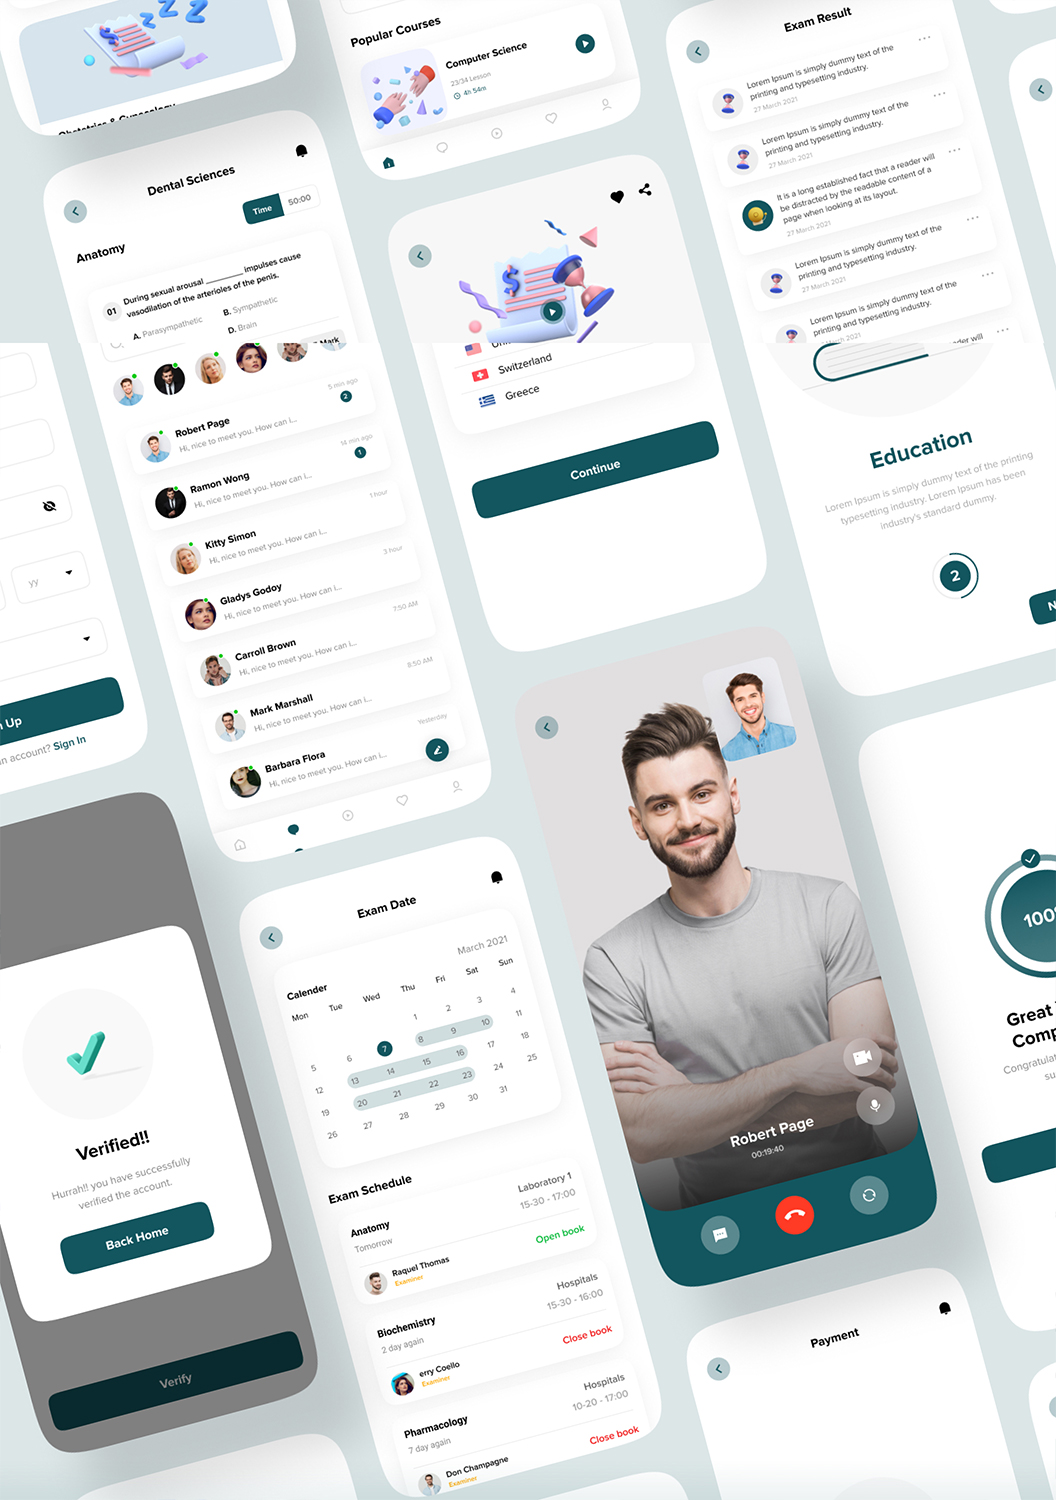 Obstetrics & Gynecology
Popular Courses
Computer Science
23/34 Lesson
4h 54m
Exam Result
Lorem Ipsum is simply dummy text of the
printing and typesetting industry.
27 March 2021
Lorem Ipsum is simply dummy text of the
printing and typesetting industry.
27 March 2021
It is a long established fact that a reader will
be distracted by the readable content of a
page when looking at its layout.
27 March 2021
Lorem Ipsum is simply dummy text of the
printing and typesetting industry.
27 March 2021
Lorem Ipsum is simply dummy text of the
printing and typesetting industry.
March 2021
reader will
Dental Sciences
Time 50:00
Anatomy
01 During sexual arousal ________ impulses cause
vasodilation of the arterioles of the penis.
A. Parasympathetic
B. Sympathetic
D. Brain
Mark
Robert Page
Hi, nice to meet you. How can i...
5 min ago
2
Ramon Wong
Hi, nice to meet you. How can i...
14 min ago
1
Kitty Simon
Hi, nice to meet you. How can i...
1 hour
Gladys Godoy
Hi, nice to meet you. How can i...
3 hour
Carroll Brown
Hi, nice to meet you. How can i...
7:50 AM
Mark Marshall
Hi, nice to meet you. How can i...
8:50 AM
Barbara Flora
Hi, nice to meet you. How can i...
Yesterday
Switzerland
Greece
Continue
Education
Lorem Ipsum is simply dummy text of the printing
typesetting industry. Lorem Ipsum has been
industry's standard dummy.
2
N
yy
Up
an account? Sign In
Verified!!
Hurrah!! you have successfully
verified the account.
Back Home
Verify
Exam Date
Calender
March 2021
Mon Tue Wed Thu Fri Sat Sun
1 2 3 4
5 6 7 8 9 10 11
12 13 14 15 16 17 18
19 20 21 22 23 24 25
26 27 28 29 30 31
Exam Schedule
Anatomy
Tomorrow
Laboratory 1
15-30 - 17:00
Raquel Thomas
Examiner
Open book
Biochemistry
2 day again
Hospitals
15-30 - 16:00
erry Coello
Examiner
Close book
Pharmacology
7 day again
Hospitals
10-20 - 17:00
Don Champagne
Examiner
Close book
Robert Page
00:19:40
100
Great
Comp
Congratulat
su
Payment